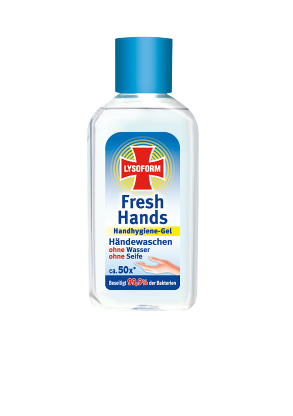 LYSOFORM
Fresh
Hands
Handhygiene-Gel
Händewaschen
ohne Wasser
ohne Seife
ca. 50x*
Beseitigt 99,9% der Bakterien